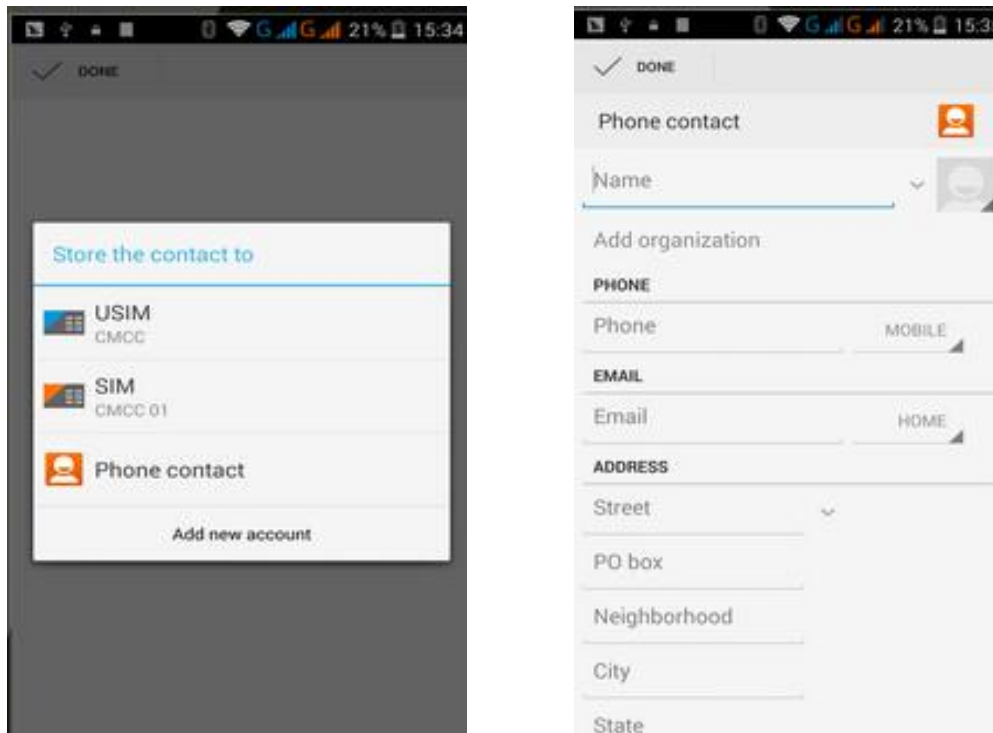 G G 21% 15:34
DONE
Store the contact to
USIM
CMCC
SIM
CMCC 01
Phone contact
Add new account
G G 21% 15:3
DONE
Phone contact
Name
Add organization
PHONE
Phone MOBILE
EMAIL
Email HOME
ADDRESS
Street
PO box
Neighborhood
City
State